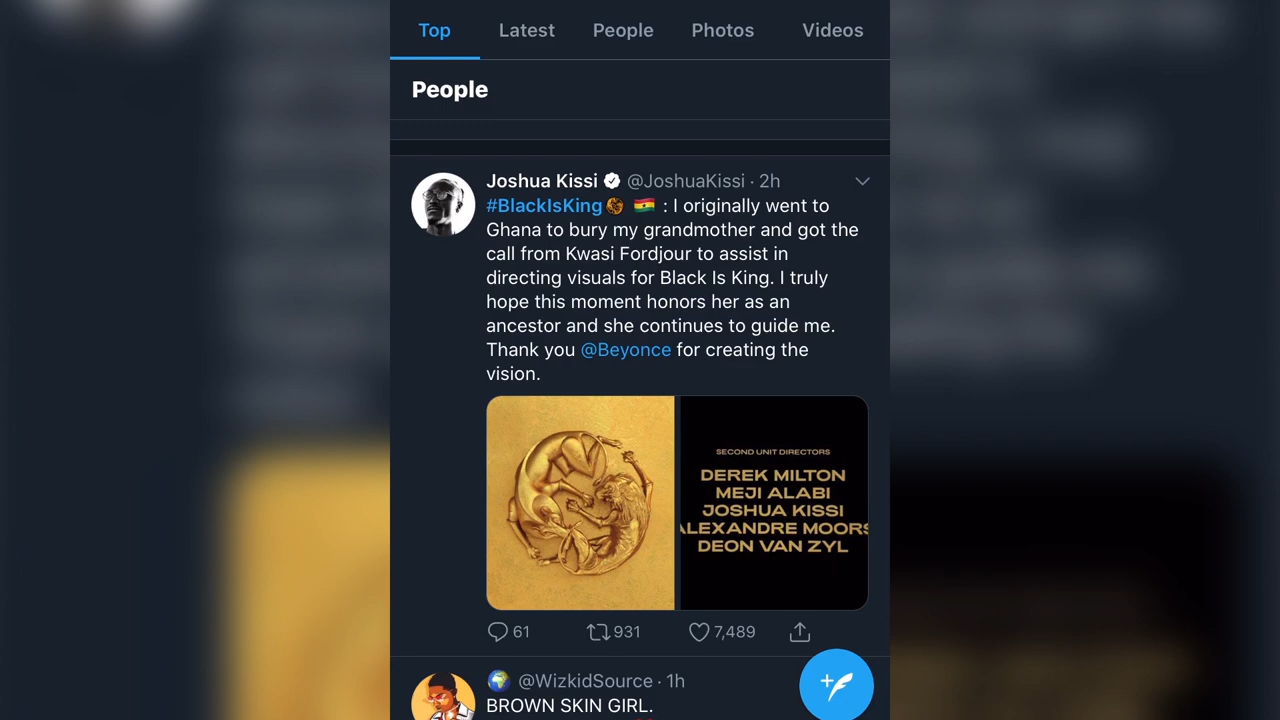 Top Latest People Photos Videos
People
Joshua Kissi @JoshuaKissi · 2h
#BlackIsKing 🇬🇭 : I originally went to
Ghana to bury my grandmother and got the
call from Kwasi Fordjour to assist in
directing visuals for Black Is King. I truly
hope this moment honors her as an
ancestor and she continues to guide me.
Thank you @Beyonce for creating the
vision.
SECOND UNIT DIRECTORS
DEREK MILTON
MEJI ALABI
JOSHUA KISSI
ALEXANDRE MOORS
DEON VAN ZYL
61 931 7,489
🌍 @WizkidSource · 1h
BROWN SKIN GIRL.